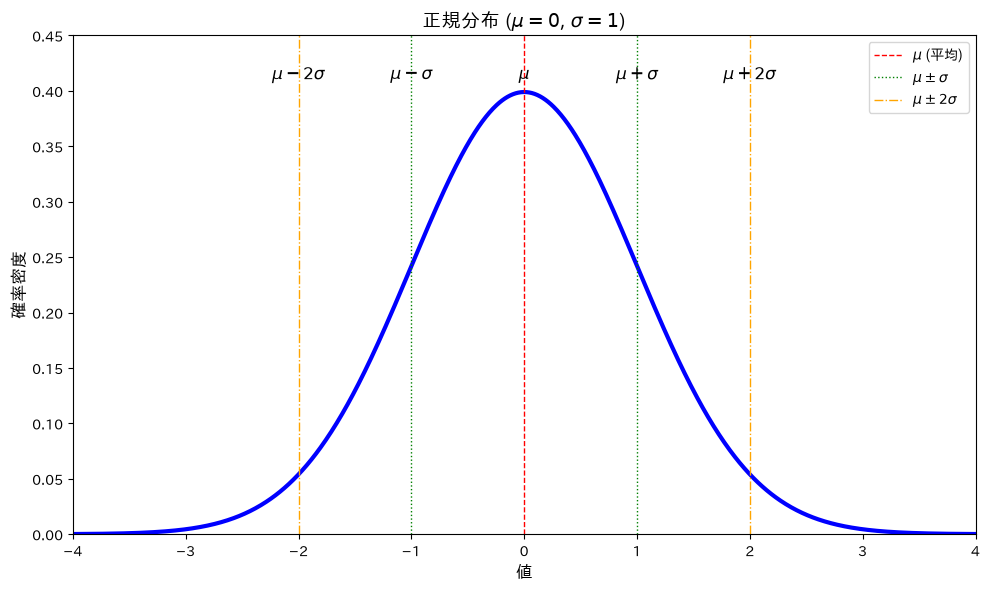 正規分布 (μ = 0, σ = 1)
μ − 2σ
μ − σ
μ
μ + σ
μ + 2σ
μ (平均)
μ ± σ
μ ± 2σ
確率密度
0.45
0.40
0.35
0.30
0.25
0.20
0.15
0.10
0.05
0.00
−4
−3
−2
−1
0
1
2
3
4
値